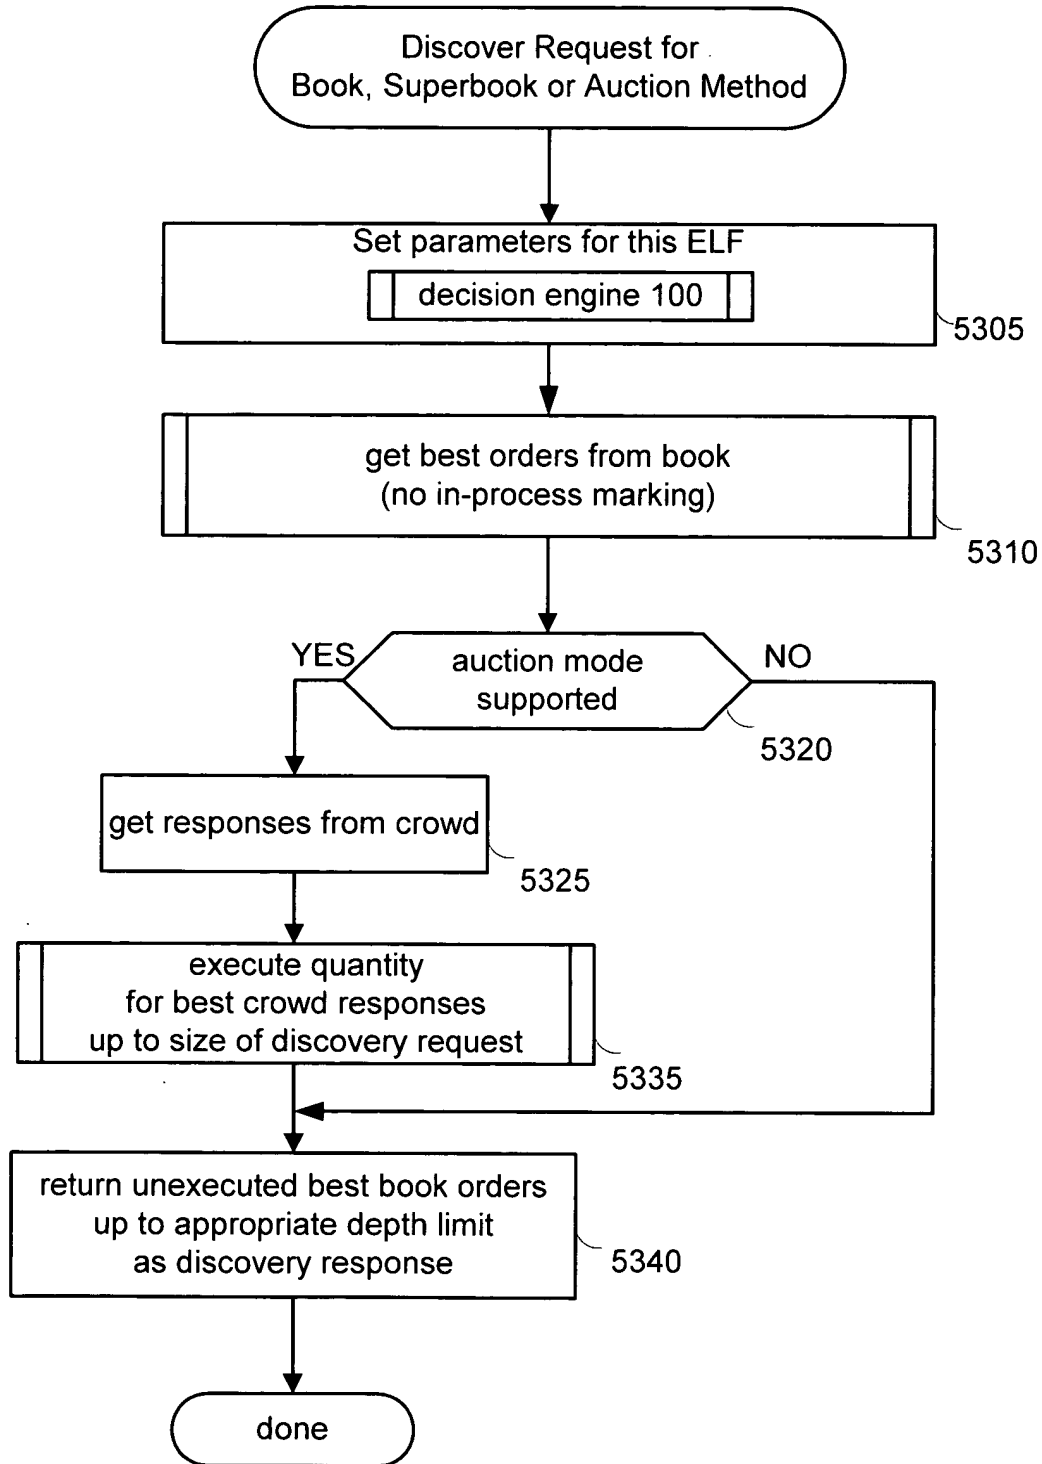 Discover Request for
Book, Superbook or Auction Method
Set parameters for this ELF
decision engine 100
5305
get best orders from book
(no in-process marking)
5310
YES
auction mode
supported
NO
5320
get responses from crowd
5325
execute quantity
for best crowd responses
up to size of discovery request
5335
return unexecuted best book orders
up to appropriate depth limit
as discovery response
5340
done